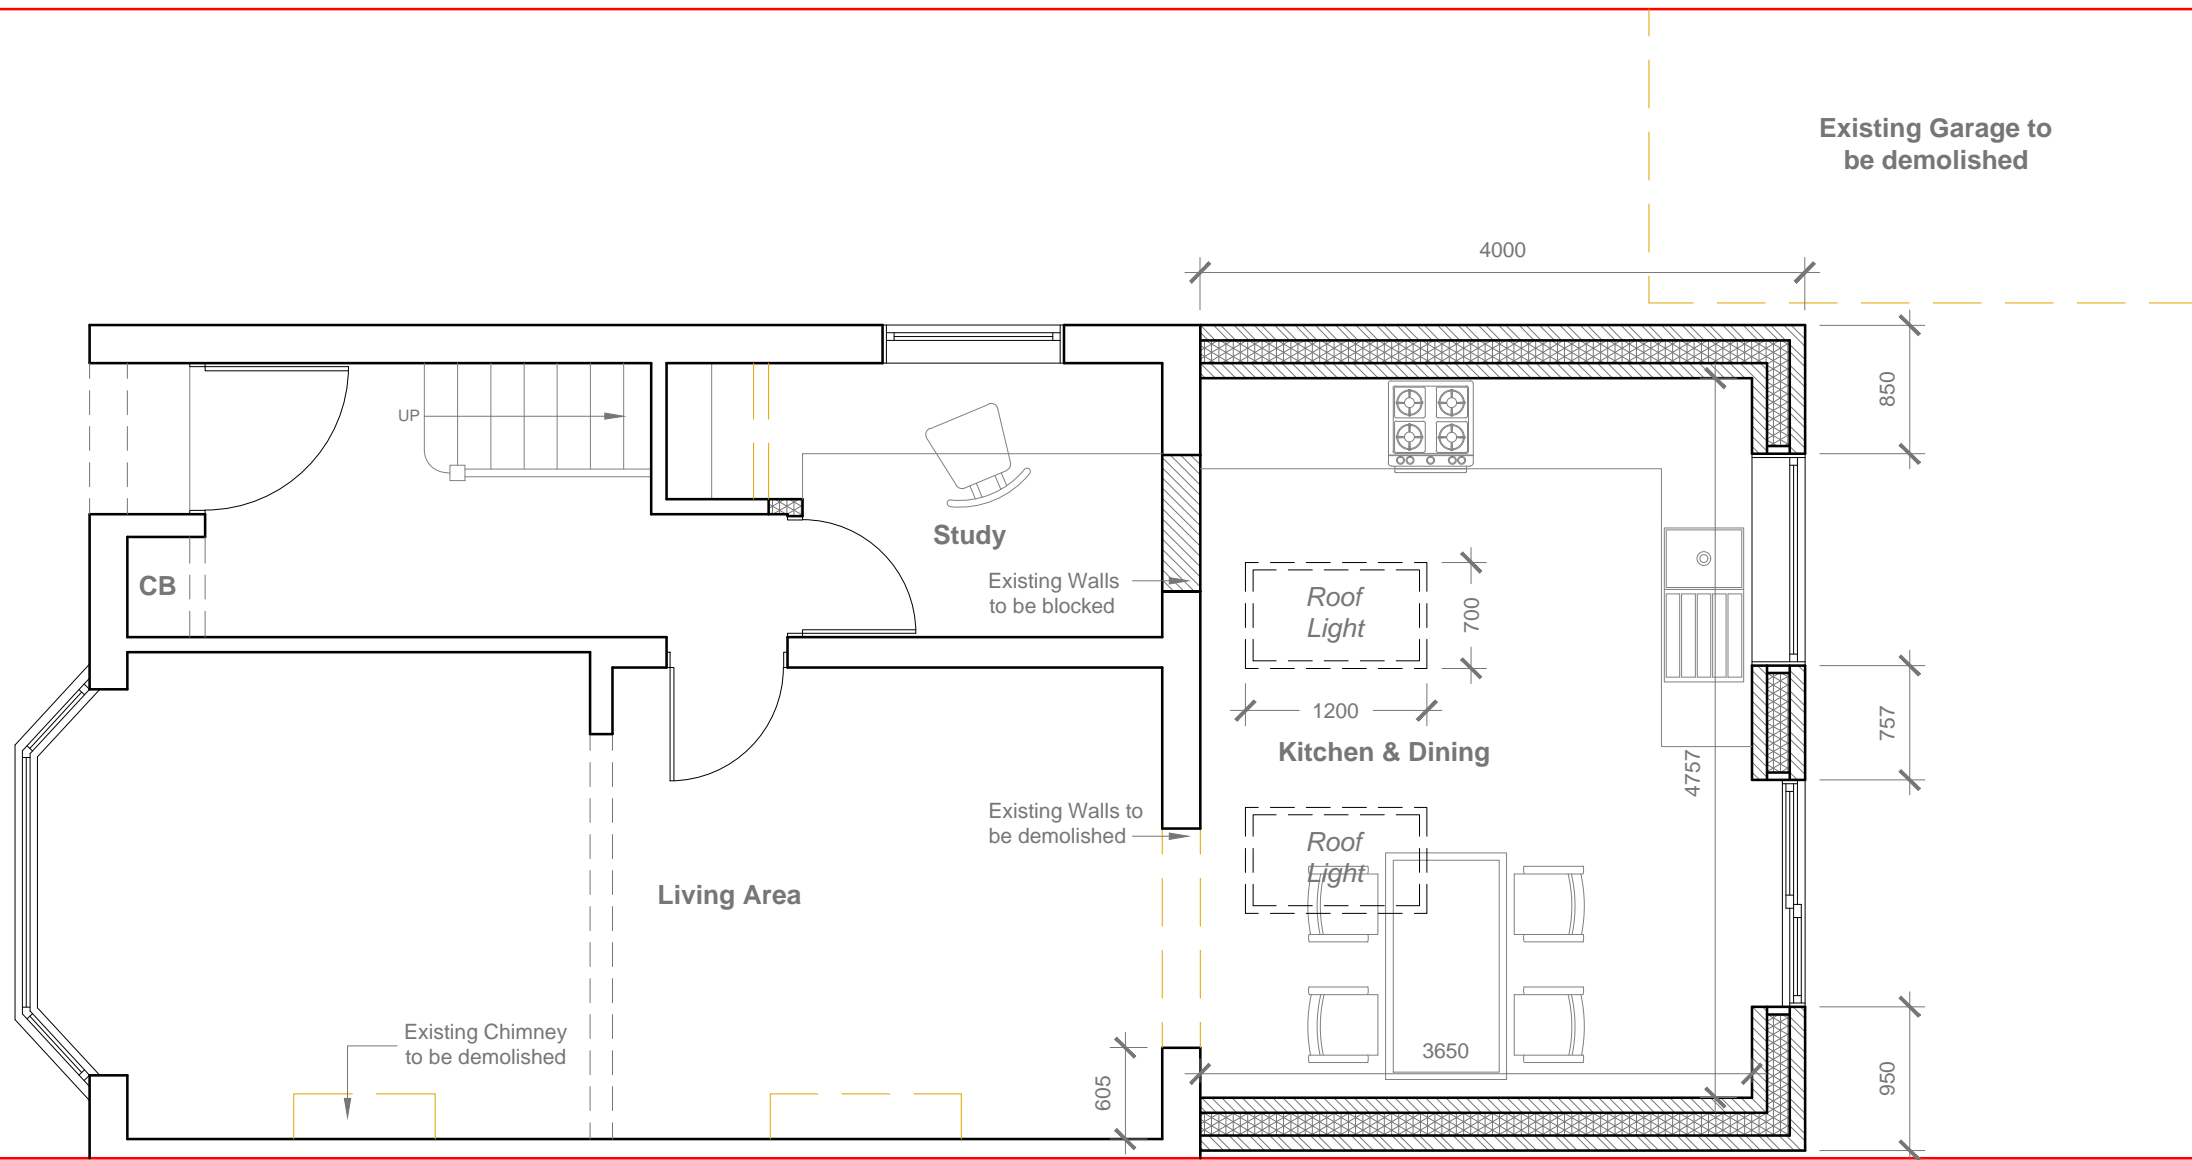 Existing Garage to
be demolished
4000
850
UP
Study
CB
Existing Walls
to be blocked
Roof
Light
700
1200
757
Kitchen & Dining
4757
Existing Walls to
be demolished
Roof
Light
Living Area
Existing Chimney
to be demolished
3650
605
950